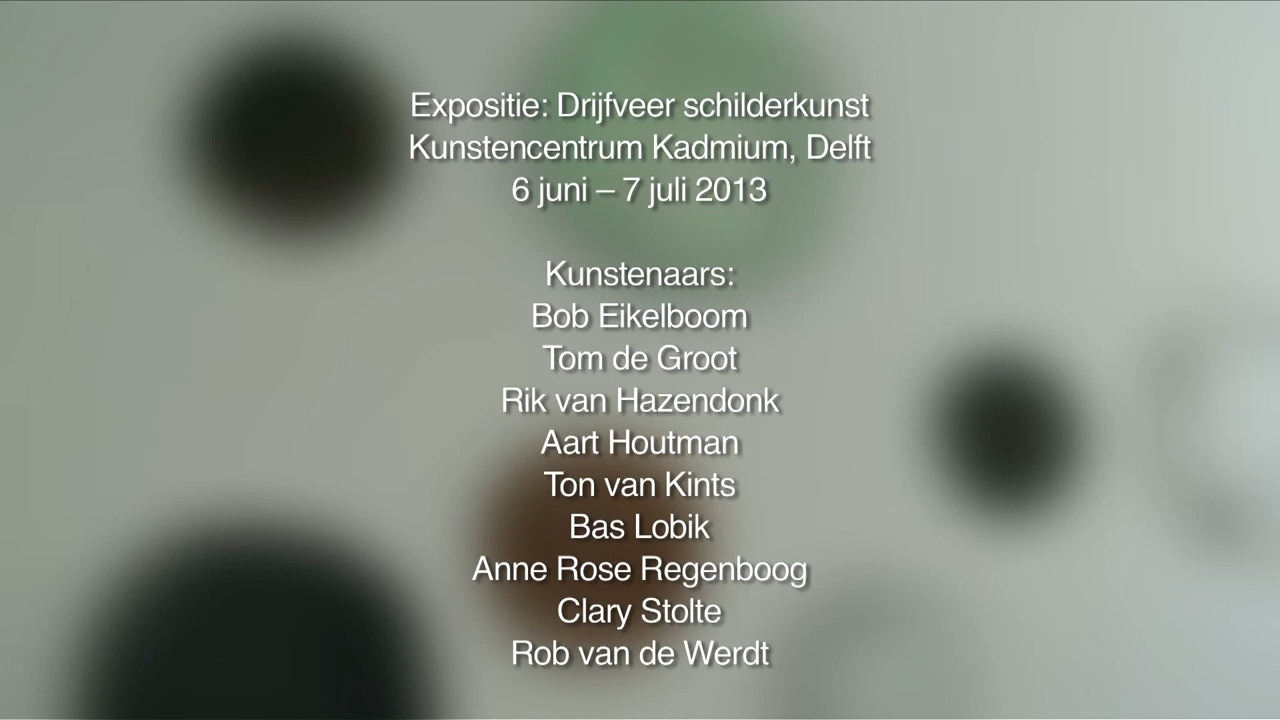 Expositie: Drijfveer schilderkunst
Kunstencentrum Kadmium, Delft
6 juni – 7 juli 2013
Kunstenaars:
Bob Eikelboom
Tom de Groot
Rik van Hazendonk
Aart Houtman
Ton van Kints
Bas Lobik
Anne Rose Regenboog
Clary Stolte
Rob van de Werdt